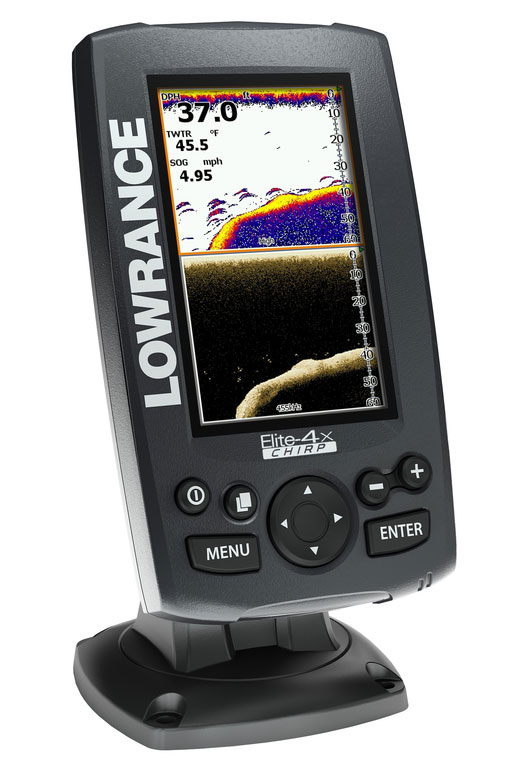 LOWRANCE
DPH ft
37.0
TWTR °F
45.5
SOG mph
4.95
0
10
20
30
40
50
60
High
0
10
20
30
40
50
60
455kHz
Elite-4x
CHIRP
MENU
ENTER
- +